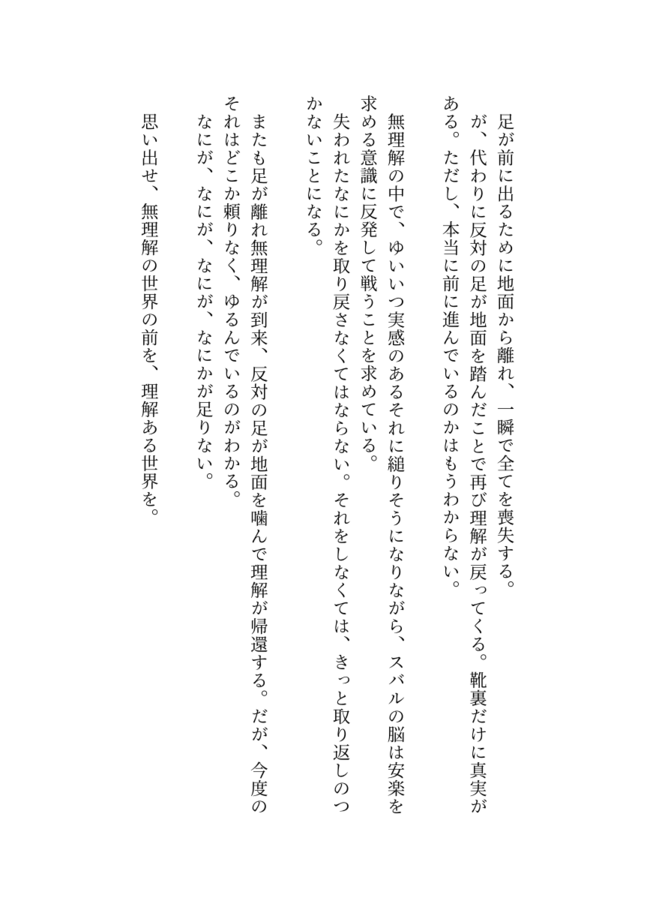 足が前に出るために地面から離れ、一瞬で全てを喪失する。
が、代わりに反対の足が地面を踏んだことで再び理解が戻ってくる。靴裏だけに真実が
ある。ただし、本当に前に進んでいるのかはもうわからない。
無理解の中で、ゆいいつ実感のあるそれに縋りそうになりながら、スバルの脳は安楽を
求める意識に反発して戦うことを求めている。
失われたなにかを取り戻さなくてはならない。それをしなくては、きっと取り返しのつ
かないことになる。
またも足が離れ無理解が到来、反対の足が地面を噛んで理解が帰還する。だが、今度の
それはどこか頼りなく、ゆるんでいるのがわかる。
なにが、なにが、なにが、なにかが足りない。
思い出せ、無理解の世界の前を、理解ある世界を。